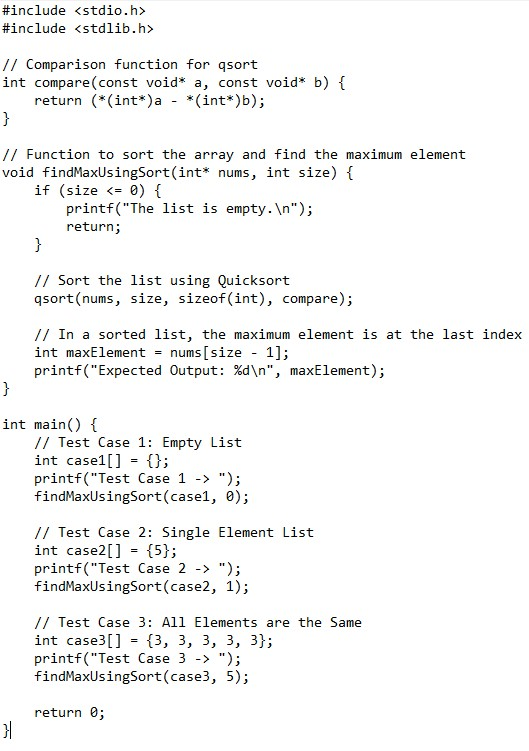 #include <stdio.h>
#include <stdlib.h>

// Comparison function for qsort
int compare(const void* a, const void* b) {
    return (*(int*)a - *(int*)b);
}

// Function to sort the array and find the maximum element
void findMaxUsingSort(int* nums, int size) {
    if (size <= 0) {
        printf("The list is empty.\n");
        return;
    }

    // Sort the list using Quicksort
    qsort(nums, size, sizeof(int), compare);

    // In a sorted list, the maximum element is at the last index
    int maxElement = nums[size - 1];
    printf("Expected Output: %d\n", maxElement);
}

int main() {
    // Test Case 1: Empty List
    int case1[] = {};
    printf("Test Case 1 -> ");
    findMaxUsingSort(case1, 0);

    // Test Case 2: Single Element List
    int case2[] = {5};
    printf("Test Case 2 -> ");
    findMaxUsingSort(case2, 1);

    // Test Case 3: All Elements are the Same
    int case3[] = {3, 3, 3, 3, 3};
    printf("Test Case 3 -> ");
    findMaxUsingSort(case3, 5);

    return 0;
}